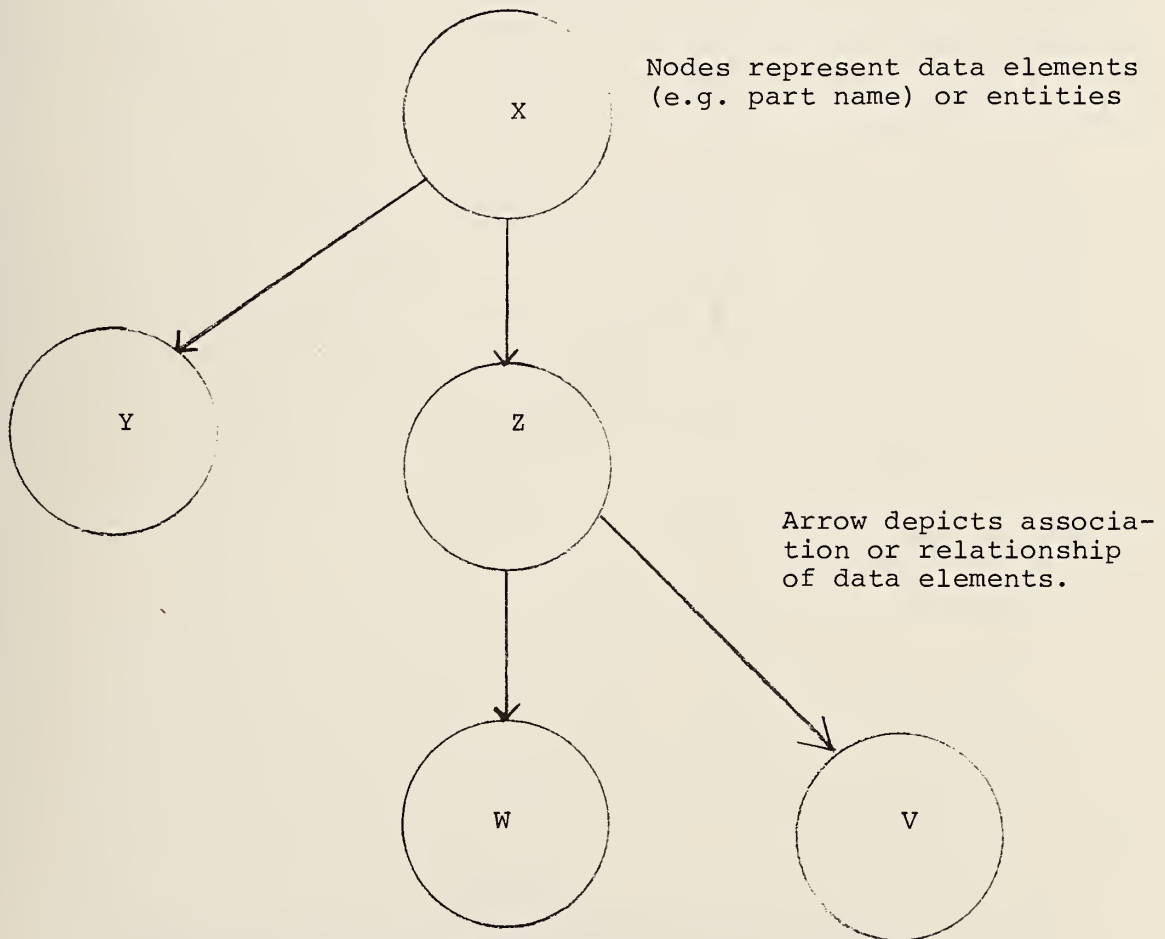 X
Nodes represent data elements
(e.g. part name) or entities
Y
Z
Arrow depicts associa-
tion or relationship
of data elements.
W
V